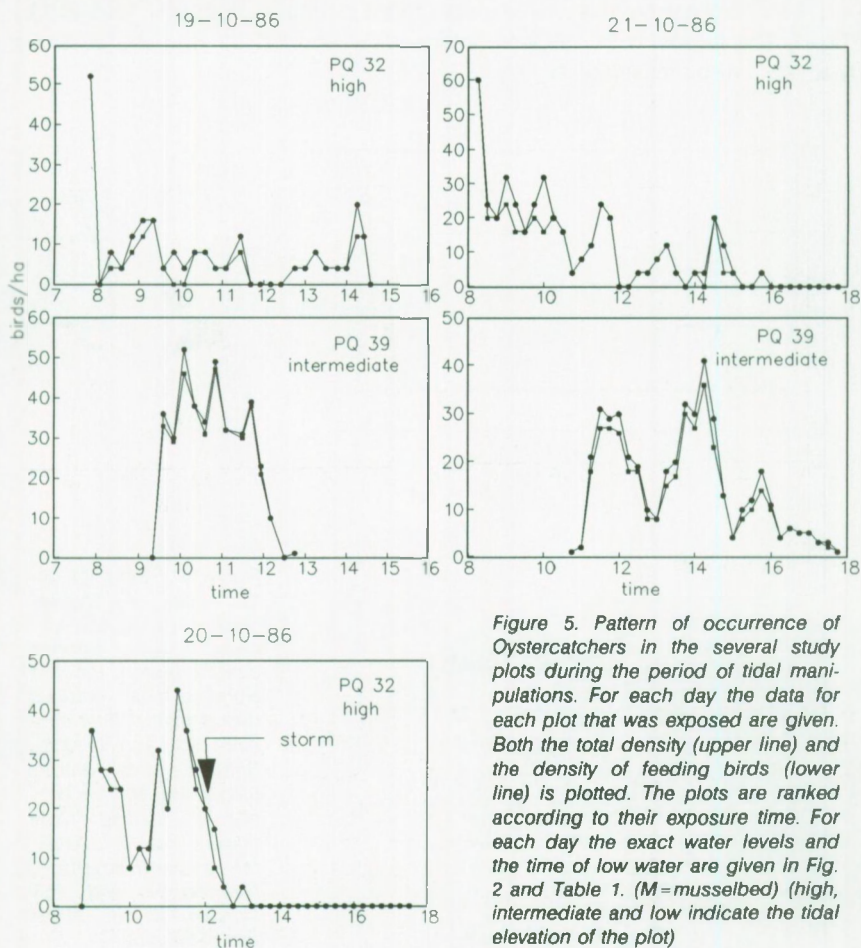 19-10-86
21-10-86
60
50
40
30
20
10
0
PQ 32
high
7 8 9 10 11 12 13 14 15 16
70
60
50
40
30
20
10
0
PQ 32
high
8 10 12 14 16 18
birds/ha
60
50
40
30
20
10
0
PQ 39
intermediate
7 8 9 10 11 12 13 14 15 16
time
50
40
30
20
10
0
PQ 39
intermediate
8 10 12 14 16 18
time
20-10-86
50
40
30
20
10
0
PQ 32
high
storm
8 10 12 14 16 18
time
Figure 5. Pattern of occurrence of
Oystercatchers in the several study
plots during the period of tidal mani-
pulations. For each day the data for
each plot that was exposed are given.
Both the total density (upper line) and
the density of feeding birds (lower
line) is plotted. The plots are ranked
according to their exposure time. For
each day the exact water levels and
the time of low water are given in Fig.
2 and Table 1. (M=musselbed) (high,
intermediate and low indicate the tidal
elevation of the plot)